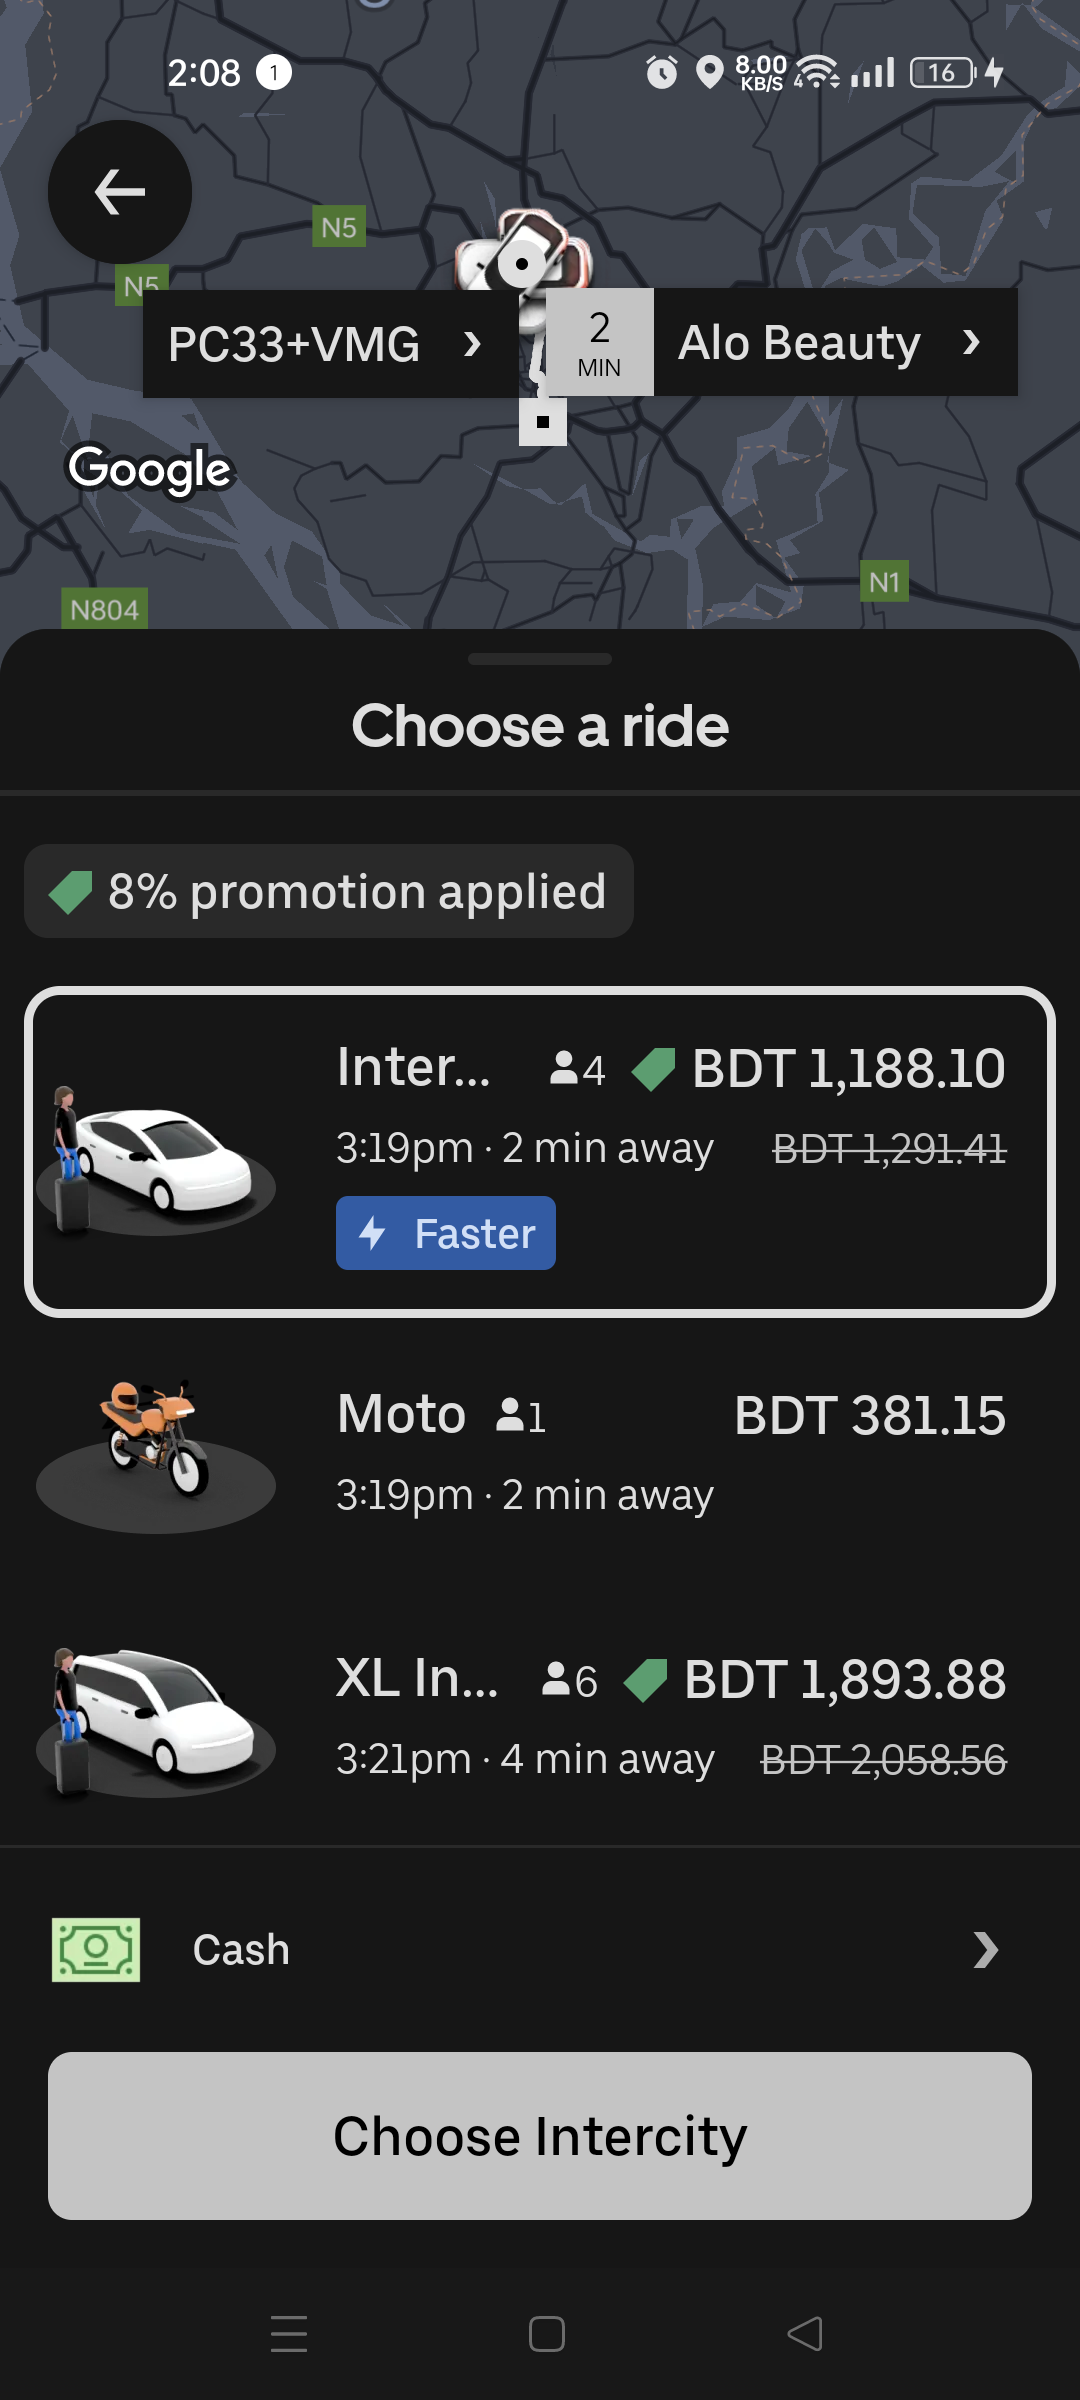 2:08 1 8.00 KB/S 4 16
N5
N5
PC33+VMG
2 MIN Alo Beauty
Google
N1
N804
Choose a ride
8% promotion applied
Inter... 4 BDT 1,188.10
3:19pm · 2 min away BDT 1,291.41
Faster
Moto 1 BDT 381.15
3:19pm · 2 min away
XL In... 6 BDT 1,893.88
3:21pm · 4 min away BDT 2,058.56
Cash
Choose Intercity